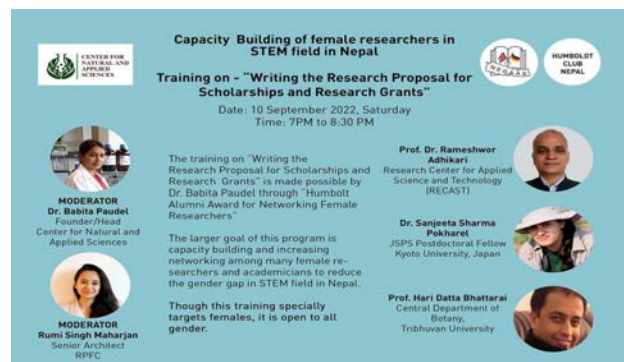 CENTER FOR
NATURAL AND
APPLIED
SCIENCES
Capacity Building of female researchers in
STEM field in Nepal
Training on - “Writing the Research Proposal for
Scholarships and Research Grants”
Date: 10 September 2022, Saturday
Time: 7PM to 8:30 PM
NEGAAS
HUMBOLDT
CLUB
NEPAL
MODERATOR
Dr. Babita Paudel
Founder/Head
Center for Natural and
Applied Sciences
MODERATOR
Rumi Singh Maharjan
Senior Architect
RPFC
The training on “Writing the
Research Proposal for Scholarships and
Research Grants” is made possible by
Dr. Babita Paudel through “Humbolt
Alumni Award for Networking Female
Researchers”
The larger goal of this program is
capacity building and increasing
networking among many female re-
searchers and academicians to reduce
the gender gap in STEM field in Nepal.
Though this training specially
targets females, it is open to all
gender.
Prof. Dr. Rameshwor
Adhikari
Research Center for Applied
Science and Technology
[RECAST]
Dr. Sanjeeta Sharma
Pokharel
JSPS Postdoctoral Fellow
Kyoto University, Japan
Prof. Hari Datta Bhattarai
Central Department of
Botany,
Tribhuvan University